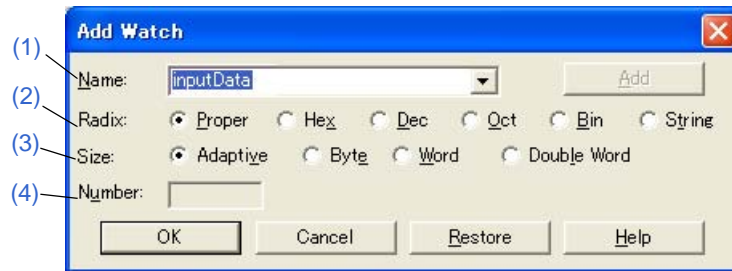 Add Watch
(1)
Name: inputData Add
(2)
Radix: Proper Hex Dec Oct Bin String
(3)
Size: Adaptive Byte Word Double Word
(4)
Number:
OK Cancel Restore Help